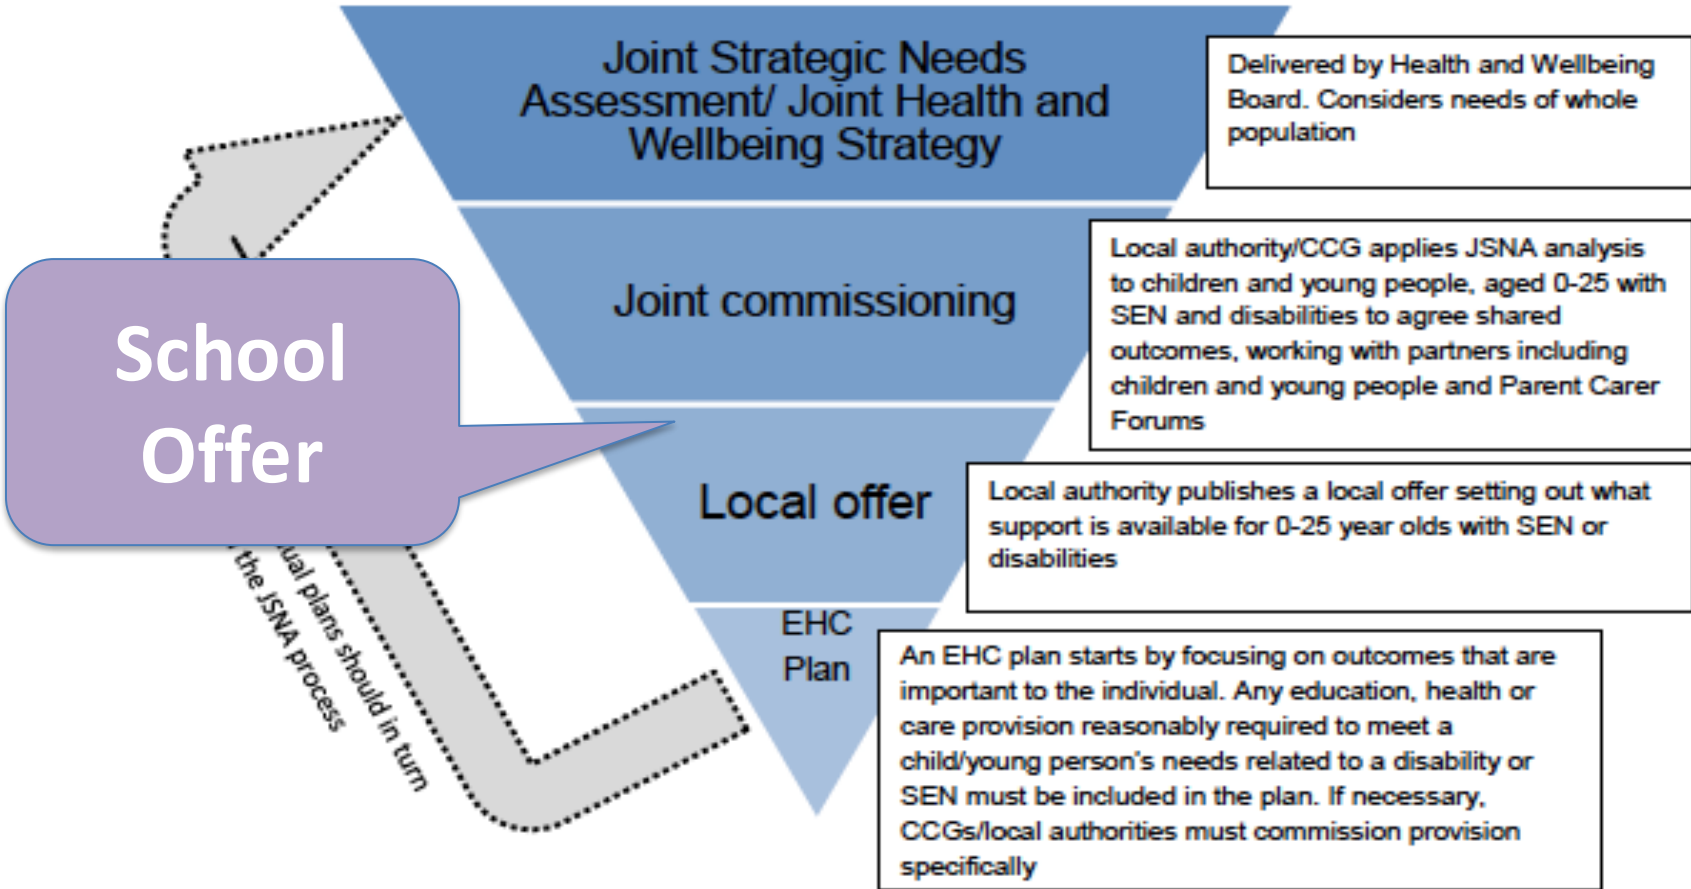 Joint Strategic Needs
Assessment/ Joint Health and
Wellbeing Strategy
Delivered by Health and Wellbeing
Board. Considers needs of whole
population
Joint commissioning
Local authority/CCG applies JSNA analysis
to children and young people, aged 0-25 with
SEN and disabilities to agree shared
outcomes, working with partners including
children and young people and Parent Carer
Forums
School
Offer
Local offer
Local authority publishes a local offer setting out what
support is available for 0-25 year olds with SEN or
disabilities
EHC
Plan
An EHC plan starts by focusing on outcomes that are
important to the individual. Any education, health or
care provision reasonably required to meet a
child/young person's needs related to a disability or
SEN must be included in the plan. If necessary,
CCGs/local authorities must commission provision
specifically
plans should in turn
the JSNA process